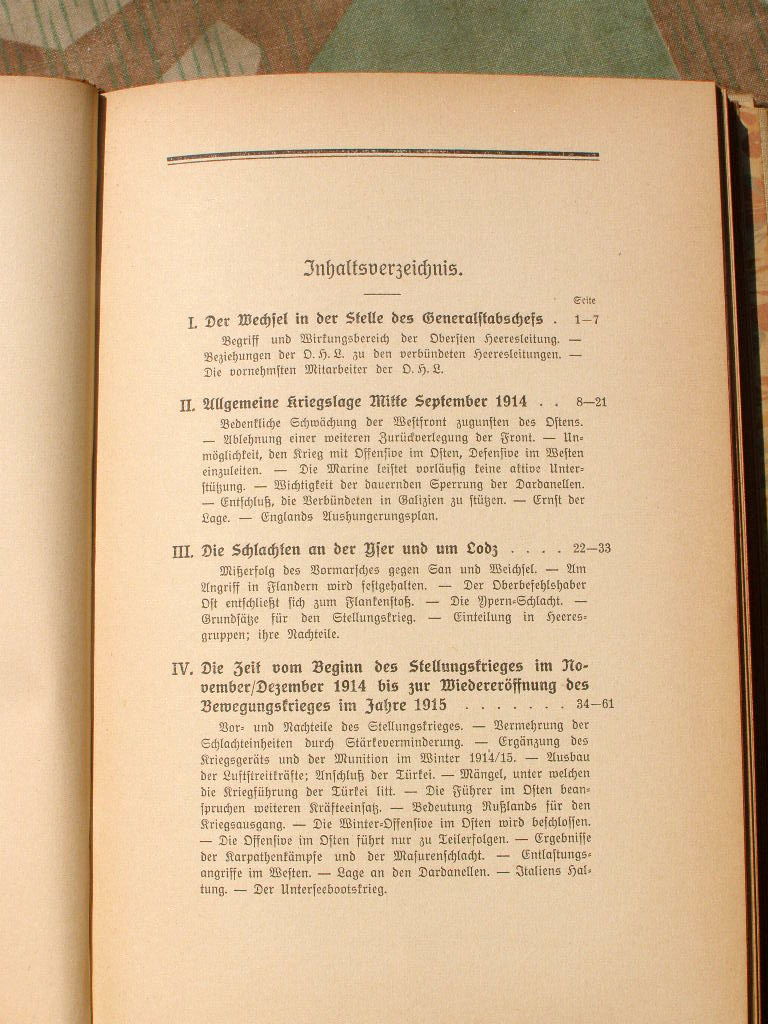 Inhaltsverzeichnis.
Seite
I. Der Wechsel in der Stelle des Generalstabschefs . 1—7
Begriff und Wirkungsbereich der Obersten Heeresleitung. —
Beziehungen der O. H. L. zu den verbündeten Heeresleitungen. —
Die vornehmsten Mitarbeiter der O. H. L.
II. Allgemeine Kriegslage Mitte September 1914 . . 8—21
Bedenkliche Schwächung der Westfront zugunsten des Ostens.
— Ablehnung einer weiteren Zurückverlegung der Front. — Un-
möglichkeit, den Krieg mit Offensive im Osten, Defensive im Westen
einzuleiten. — Die Marine leistet vorläufig keine aktive Unter-
stützung. — Wichtigkeit der dauernden Sperrung der Dardanellen.
— Entschluß, die Verbündeten in Galizien zu stützen. — Ernst der
Lage. — Englands Aushungerungsplan.
III. Die Schlachten an der Yser und um Lodz . . . . 22—33
Mißerfolg des Vormarsches gegen San und Weichsel. — Am
Angriff in Flandern wird festgehalten. — Der Oberbefehlshaber
Ost entschließt sich zum Flankenstoß. — Die Ypern-Schlacht. —
Grundsätze für den Stellungskrieg. — Einteilung in Heeres-
gruppen; ihre Nachteile.
IV. Die Zeit vom Beginn des Stellungskrieges im No-
vember/Dezember 1914 bis zur Wiedereröffnung des
Bewegungskrieges im Jahre 1915 . . . . . . . 34—61
Vor- und Nachteile des Stellungskrieges. — Vermehrung der
Schlachteinheiten durch Stärkeverminderung. — Ergänzung des
Kriegsgeräts und der Munition im Winter 1914/15. — Ausbau
der Luftstreitkräfte; Anschluß der Türkei. — Mängel, unter welchen
die Kriegführung der Türkei litt. — Die Führer im Osten bean-
spruchen weiteren Kräfteeinsatz. — Bedeutung Rußlands für den
Kriegsausgang. — Die Winter-Offensive im Osten wird beschlossen.
— Die Offensive im Osten führt nur zu Teilerfolgen. — Ergebnisse
der Karpathenkämpfe und der Masurenschlacht. — Entlastungs-
angriffe im Westen. — Lage an den Dardanellen. — Italiens Hal-
tung. — Der Unterseebootskrieg.